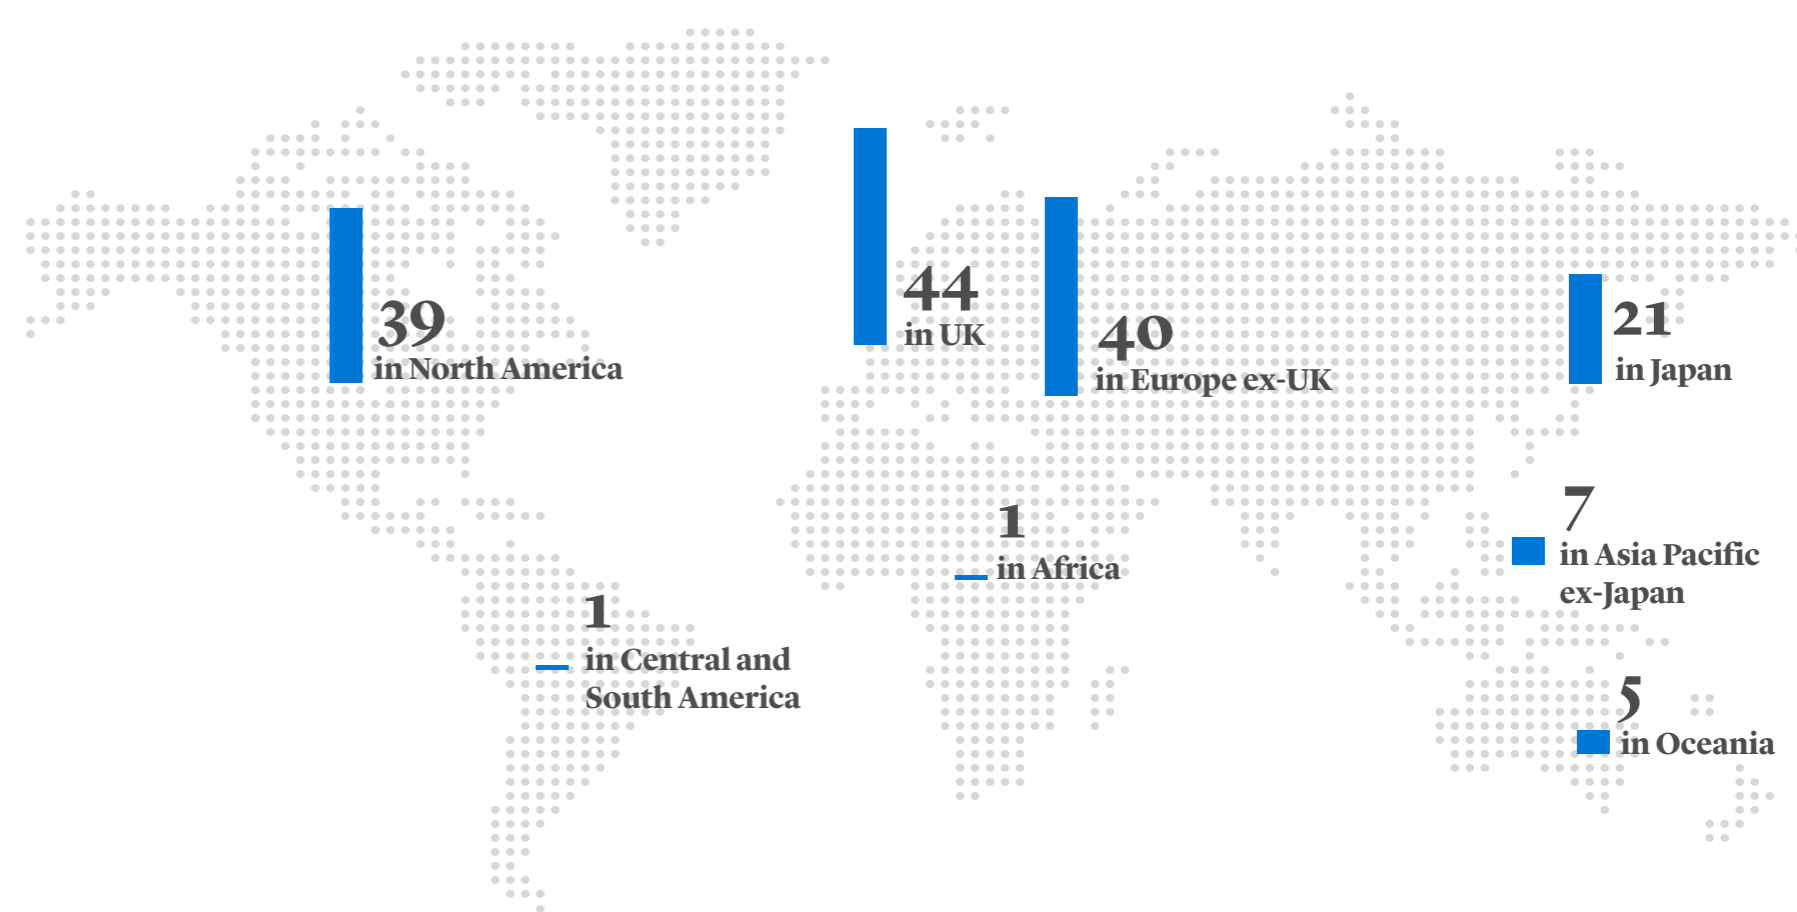 39
in North America
44
in UK
40
in Europe ex-UK
21
in Japan
1
in Africa
7
in Asia Pacific
ex-Japan
1
in Central and
South America
5
in Oceania